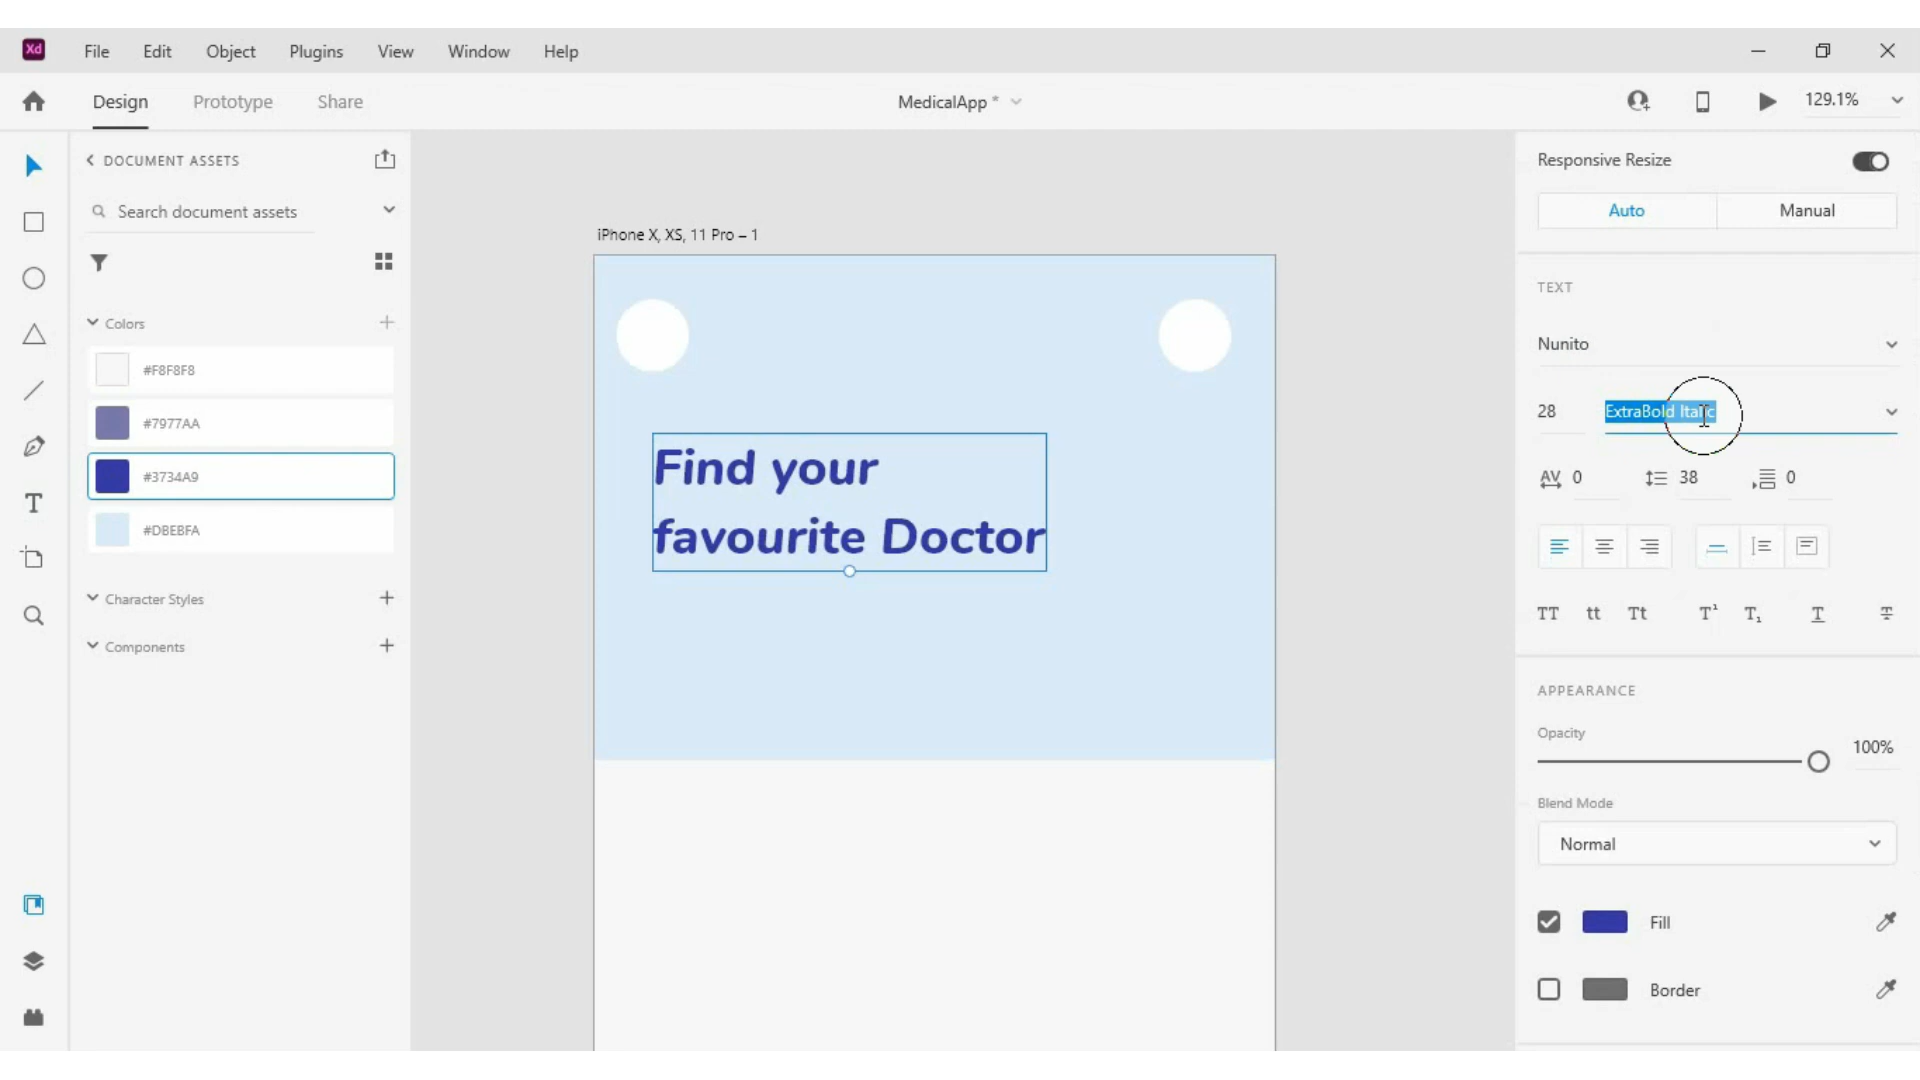 Xd File Edit Object Plugins View Window Help
Design Prototype Share MedicalApp * 129.1%
DOCUMENT ASSETS
Search document assets
Colors
#F8F8F8
#7977AA
#3734A9
#DBEBFA
Character Styles
Components
iPhone X, XS, 11 Pro – 1
Find your
favourite Doctor
Responsive Resize
Auto Manual
TEXT
Nunito
28 ExtraBold Italic
AV 0 38 0
TT tt Tt T¹ T₁ T T
APPEARANCE
Opacity
100%
Blend Mode
Normal
Fill
Border